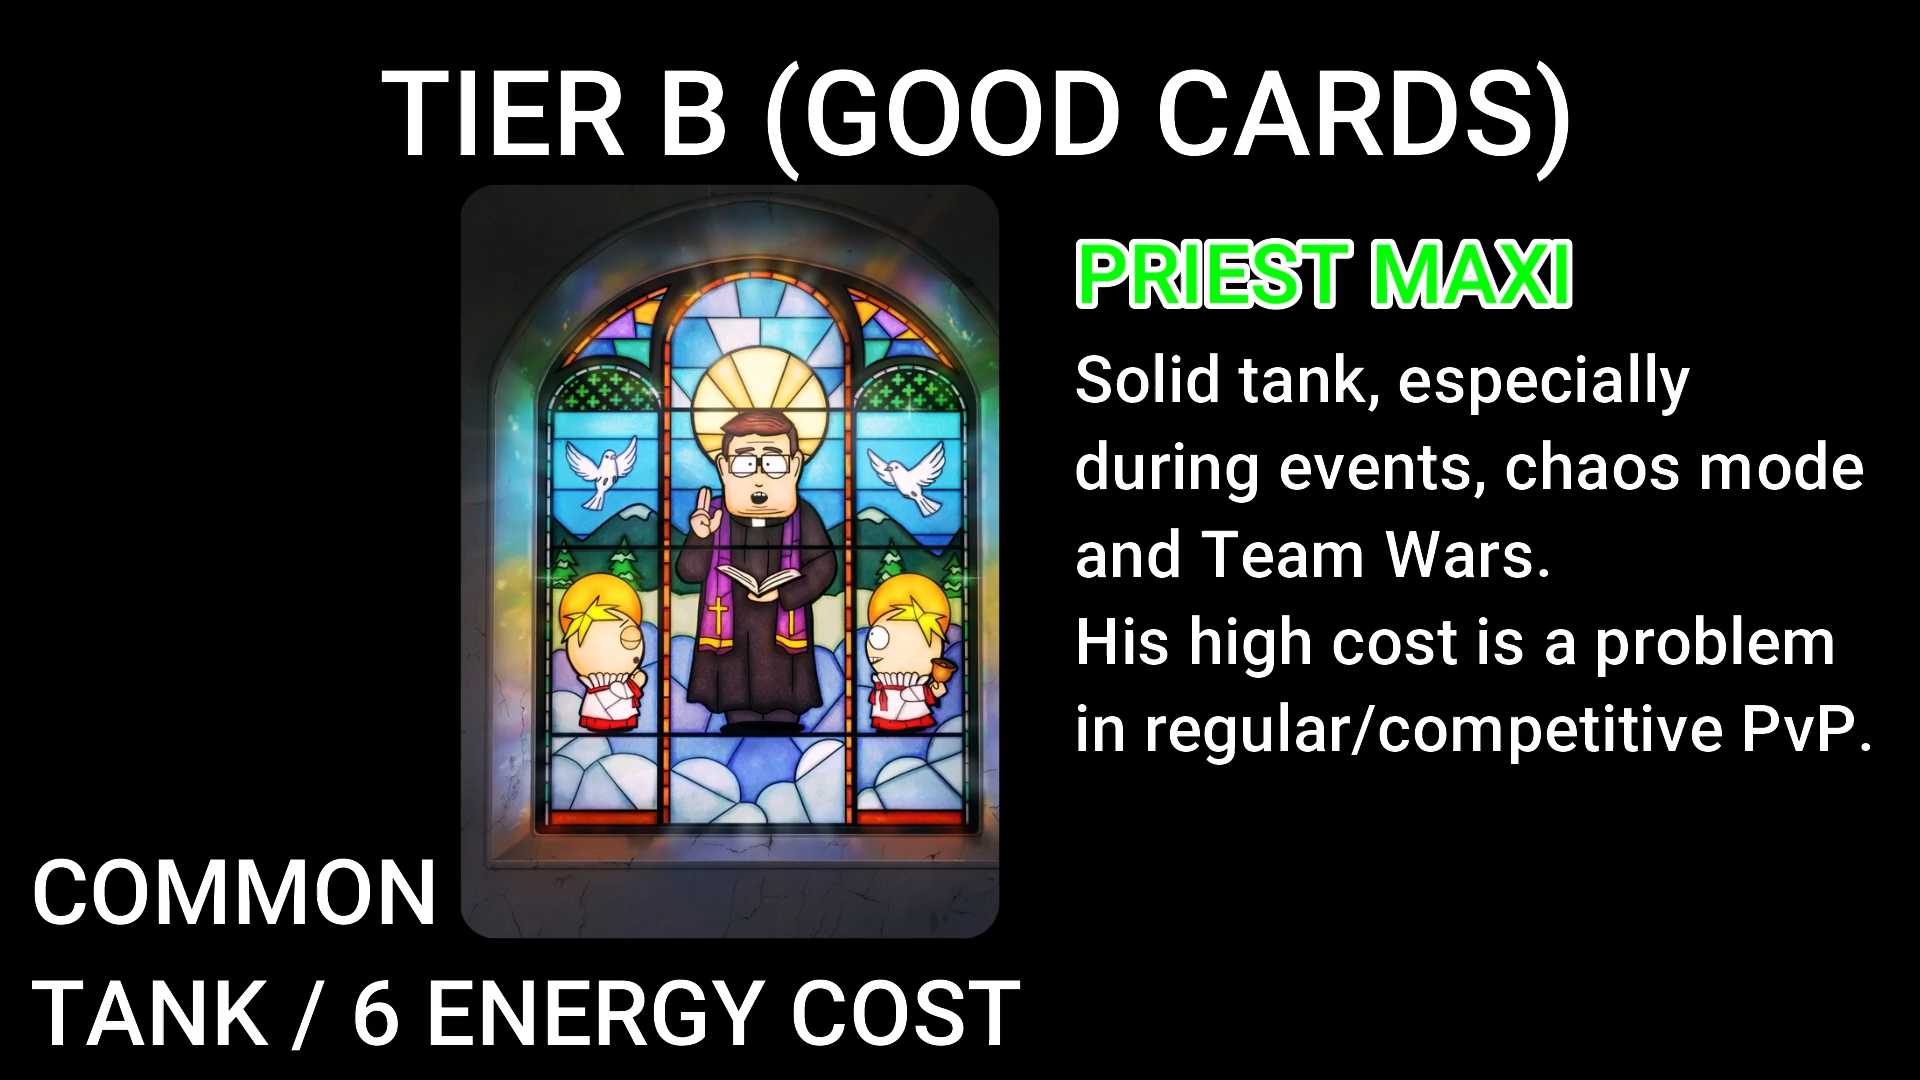 TIER B (GOOD CARDS)
PRIEST MAXI
Solid tank, especially
during events, chaos mode
and Team Wars.
His high cost is a problem
in regular/competitive PvP.
COMMON
TANK / 6 ENERGY COST